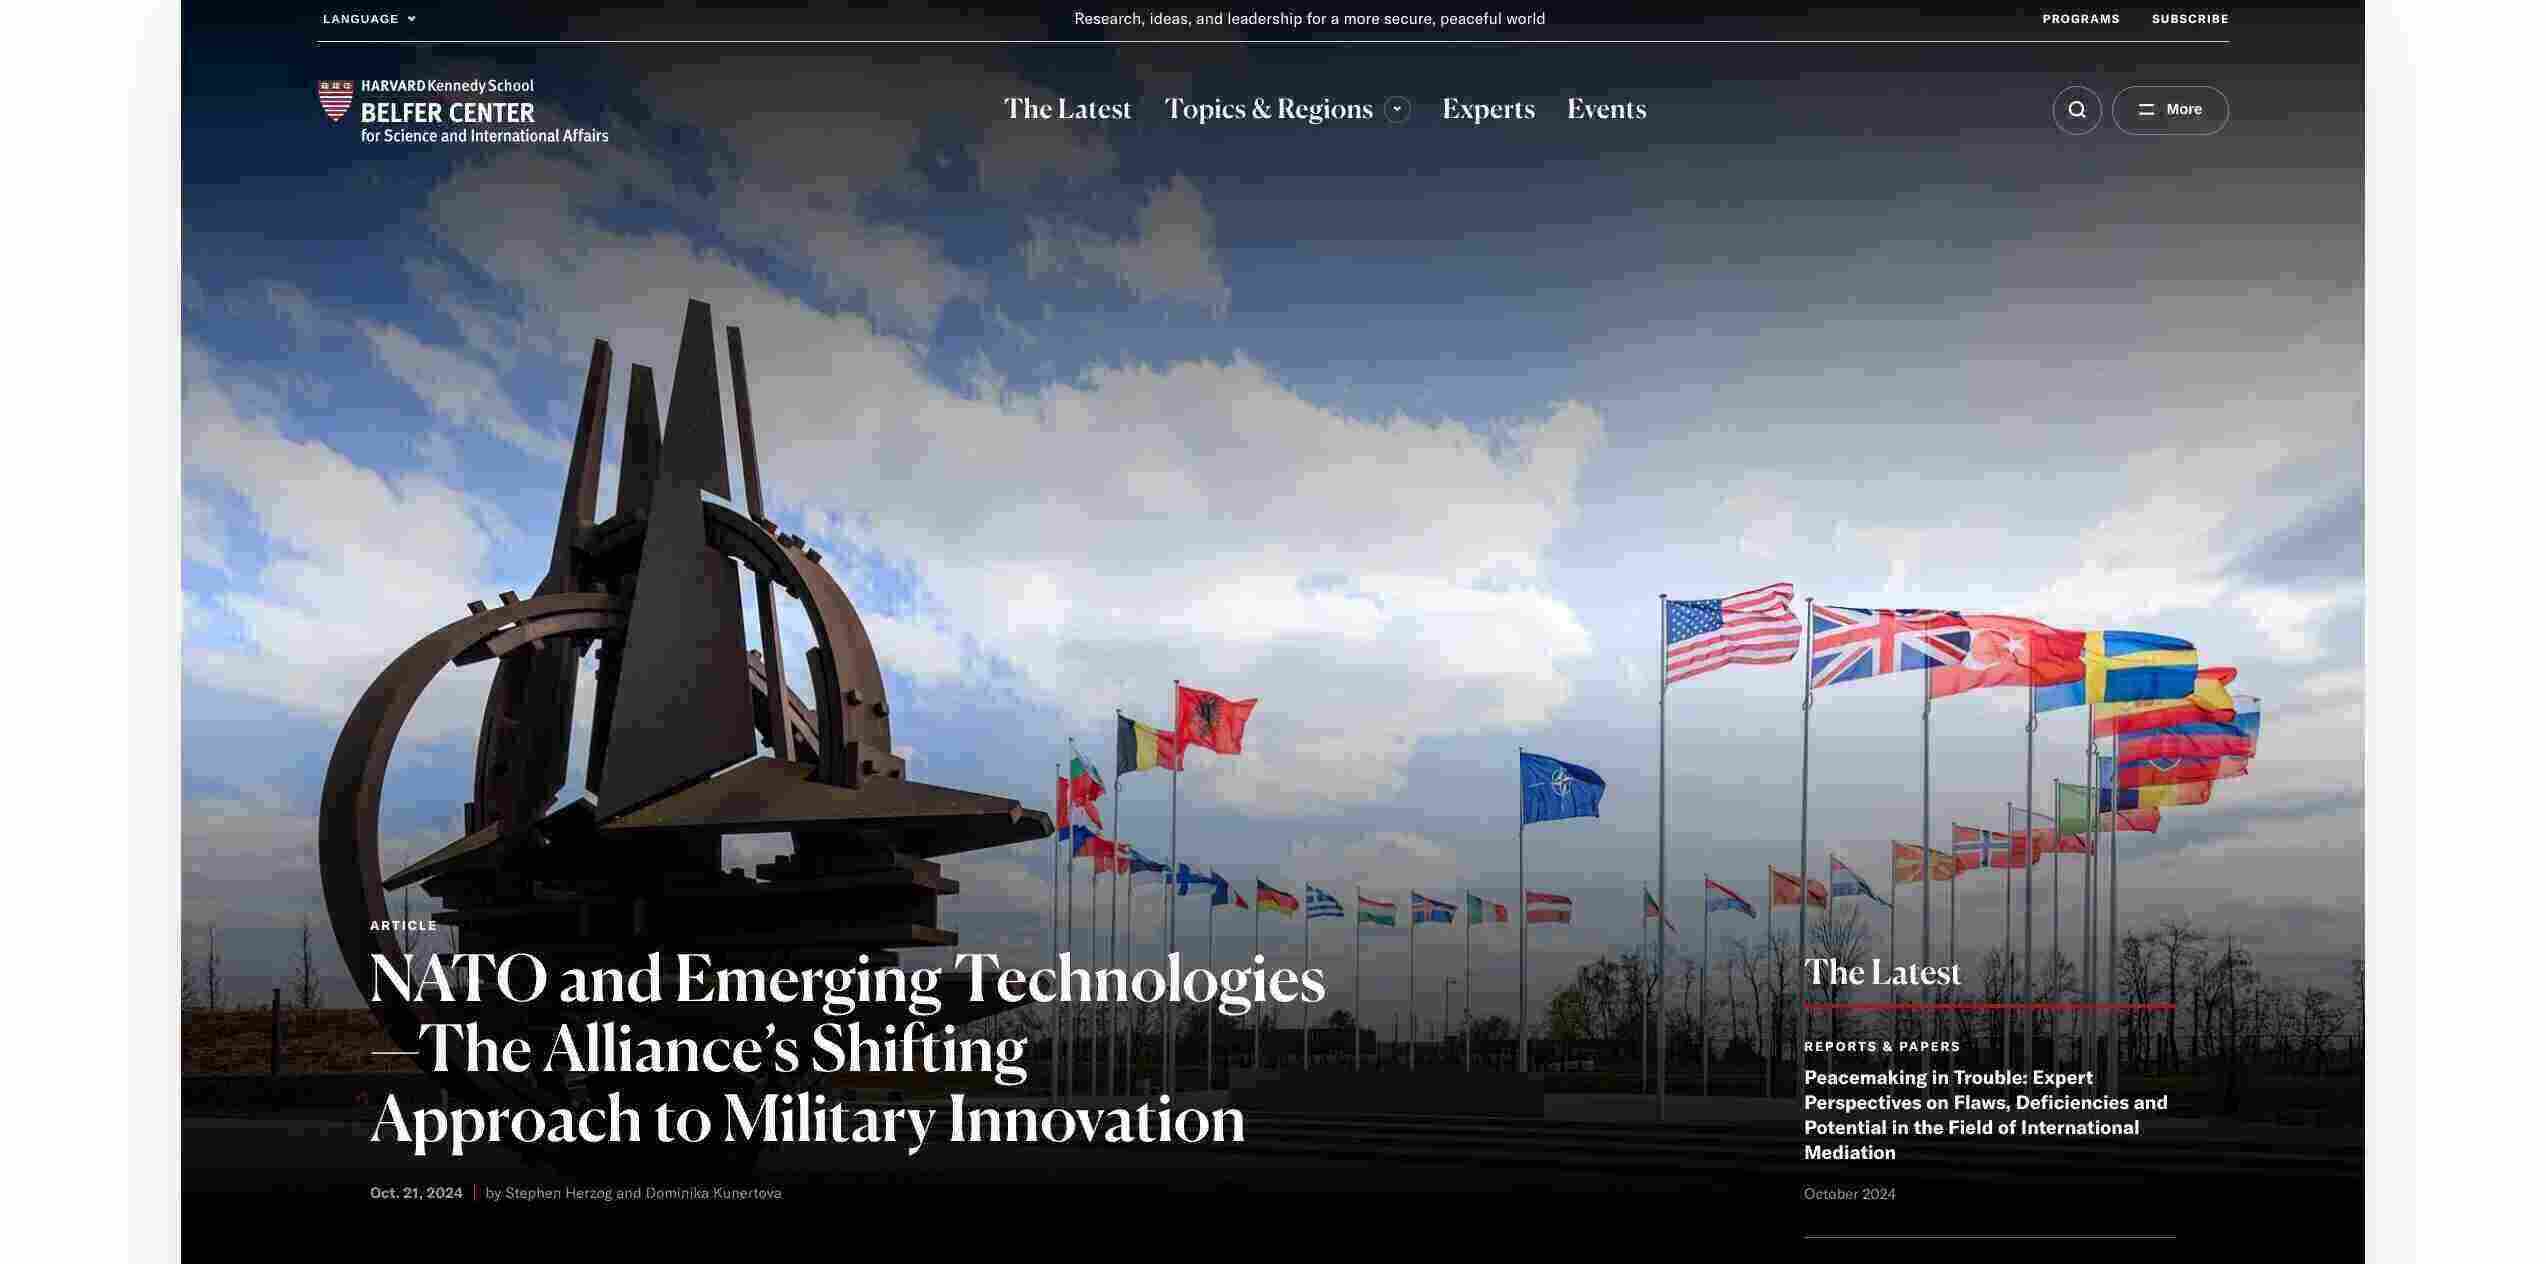 LANGUAGE
Research, ideas, and leadership for a more secure, peaceful world
PROGRAMS
SUBSCRIBE
HARVARD Kennedy School
BELFER CENTER
for Science and International Affairs
The Latest
Topics & Regions
Experts
Events
More
ARTICLE
NATO and Emerging Technologies
—The Alliance’s Shifting
Approach to Military Innovation
Oct. 21, 2024 | by Stephen Herzog and Dominika Kunertova
The Latest
REPORTS & PAPERS
Peacemaking in Trouble: Expert
Perspectives on Flaws, Deficiencies and
Potential in the Field of International
Mediation
October 2024